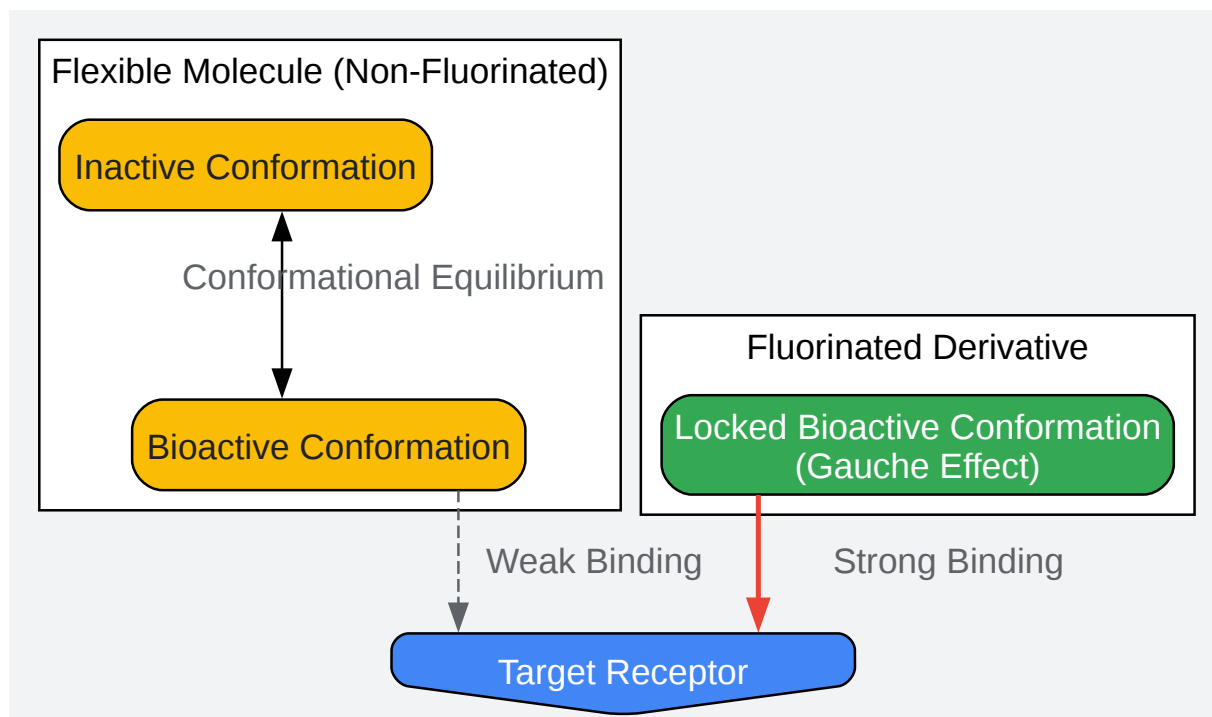 Flexible Molecule (Non-Fluorinated)
Inactive Conformation
Conformational Equilibrium
Bioactive Conformation
Fluorinated Derivative
Locked Bioactive Conformation
(Gauche Effect)
Weak Binding
Strong Binding
Target Receptor